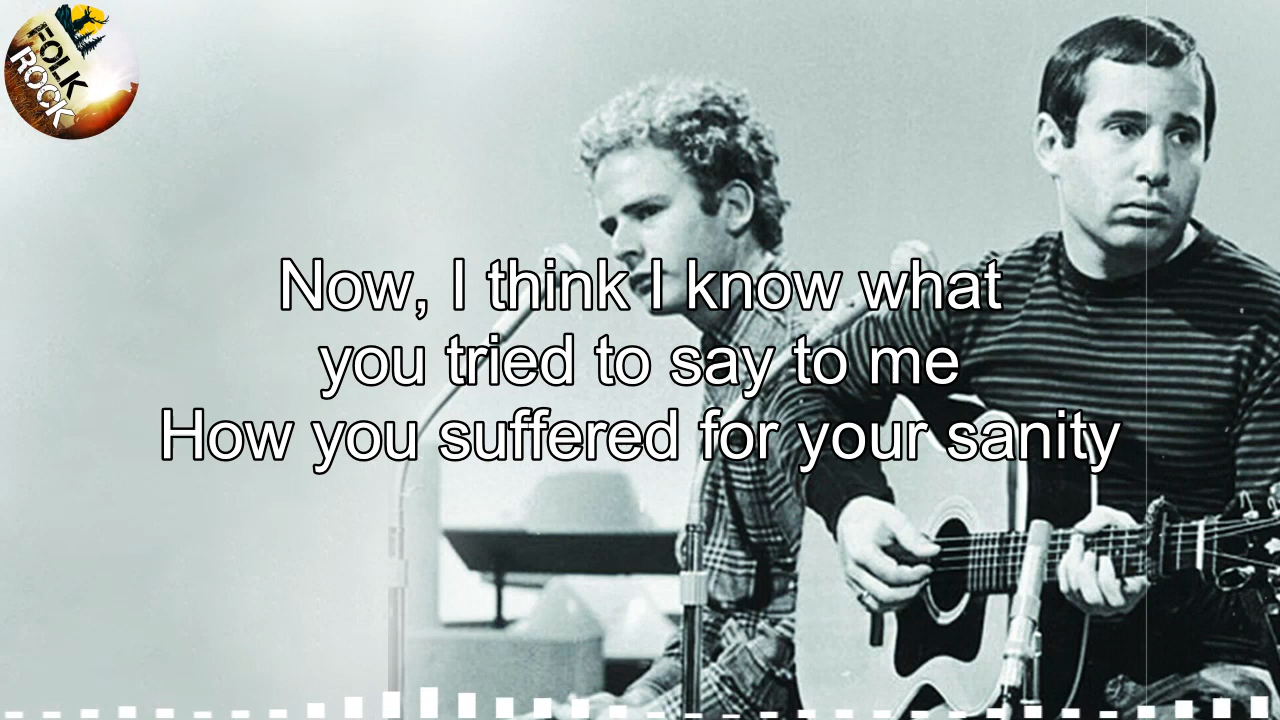 FOLK
ROCK
Now, I think I know what
you tried to say to me
How you suffered for your sanity